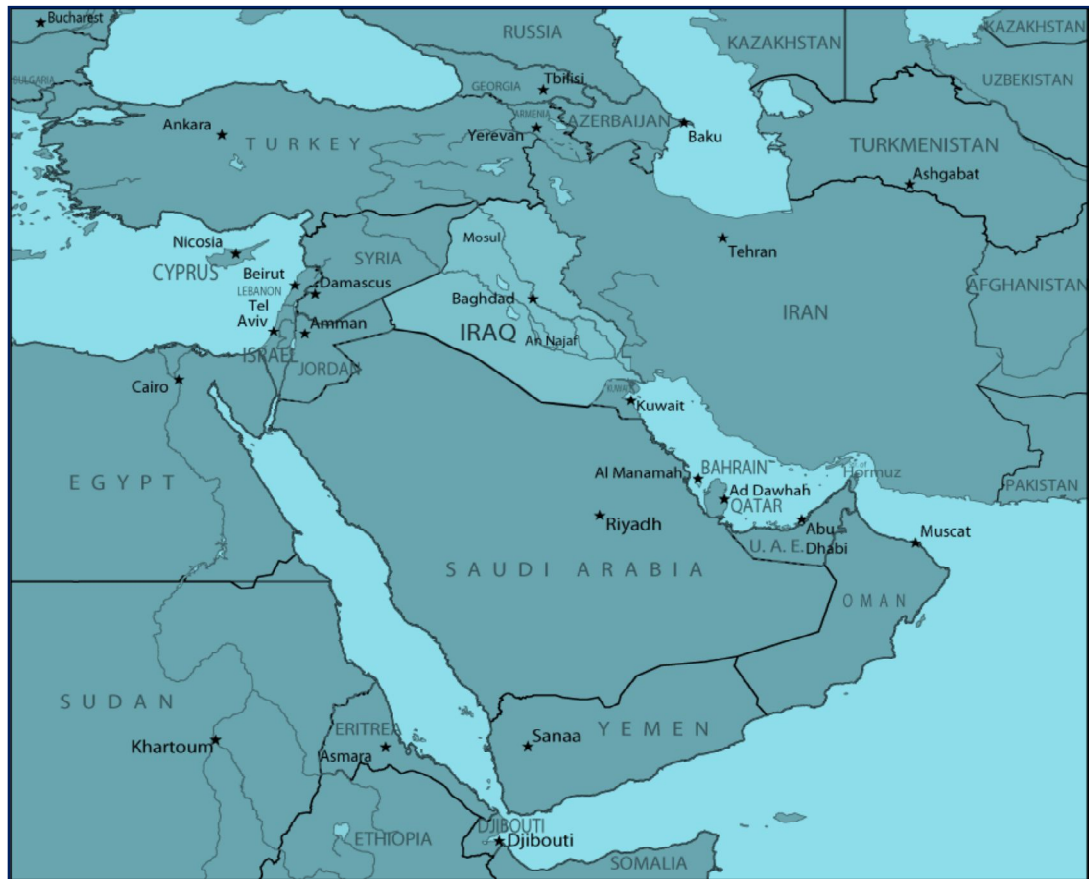 Bucharest
RUSSIA
KAZAKHSTAN
KAZAKHSTAN
BULGARIA
UZBEKISTAN
Tbilisi
GEORGIA
ARMENIA
AZERBAIJAN
Ankara
TURKEY
Yerevan
Baku
TURKMENISTAN
Ashgabat
Mosul
Nicosia
CYPRUS
SYRIA
Tehran
Beirut
LEBANON
Damascus
Baghdad
AFGHANISTAN
Tel
Aviv
Amman
IRAQ
An Najaf
IRAN
ISRAEL
JORDAN
Cairo
KUWAIT
Kuwait
EGYPT
Al Manamah
BAHRAIN
Hormuz
PAKISTAN
Ad Dawhah
QATAR
Riyadh
Abu
Dhabi
U. A. E.
Muscat
SAUDI ARABIA
OMAN
SUDAN
ERITREA
YEMEN
Khartoum
Asmara
Sanaa
DJIBOUTI
Djibouti
ETHIOPIA
SOMALIA